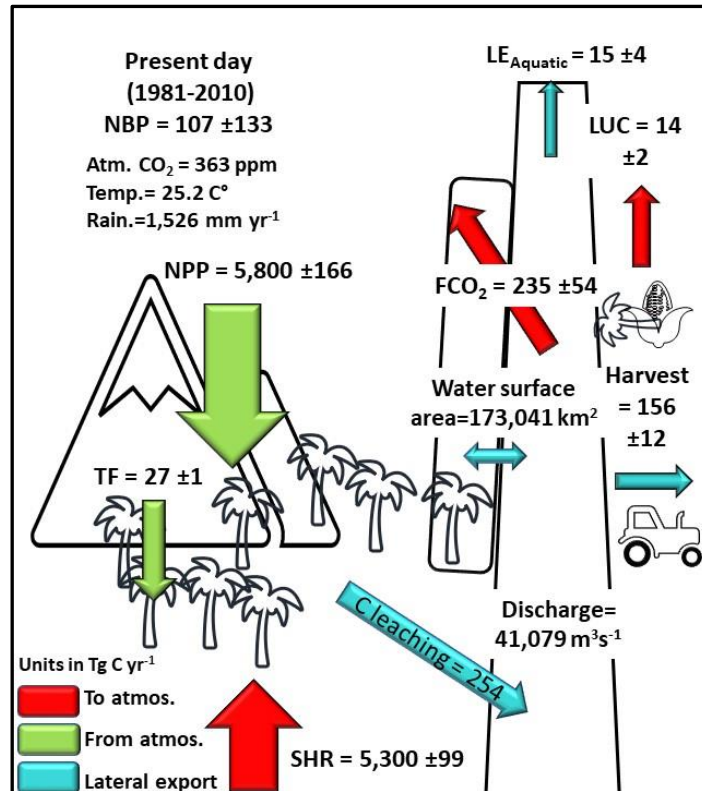 Present day
(1981-2010)
NBP = 107 ±133
Atm. CO₂ = 363 ppm
Temp.= 25.2 C°
Rain.=1,526 mm yr⁻¹
NPP = 5,800 ±166
TF = 27 ±1
LE_Aquatic = 15 ±4
LUC = 14
±2
FCO₂ = 235 ±54
Water surface
area=173,041 km²
Harvest
= 156
±12
Discharge=
41,079 m³s⁻¹
C leaching = 254
SHR = 5,300 ±99
Units in Tg C yr⁻¹
To atmos.
From atmos.
Lateral export